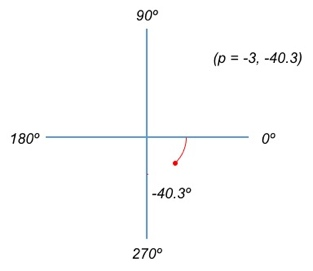 90º
(p = -3, -40.3)
180º
0º
-40.3º
270º